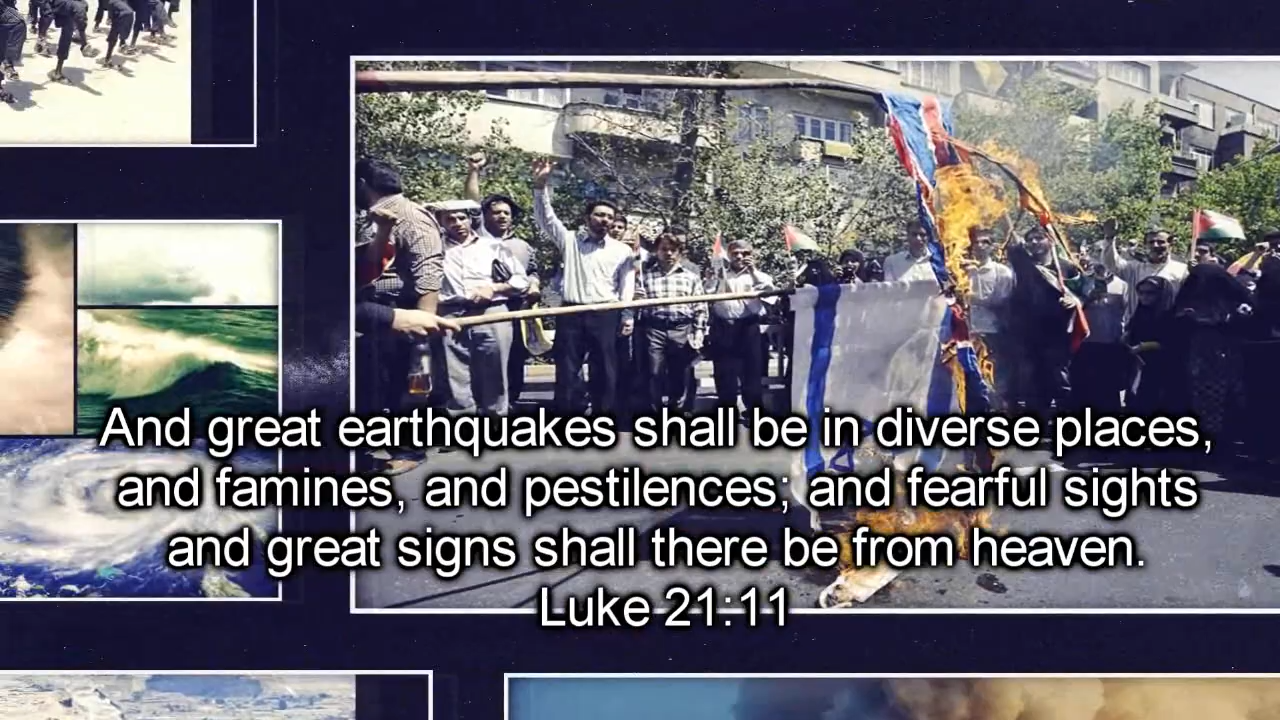 And great earthquakes shall be in diverse places,
and famines, and pestilences; and fearful sights
and great signs shall there be from heaven.
Luke 21:11